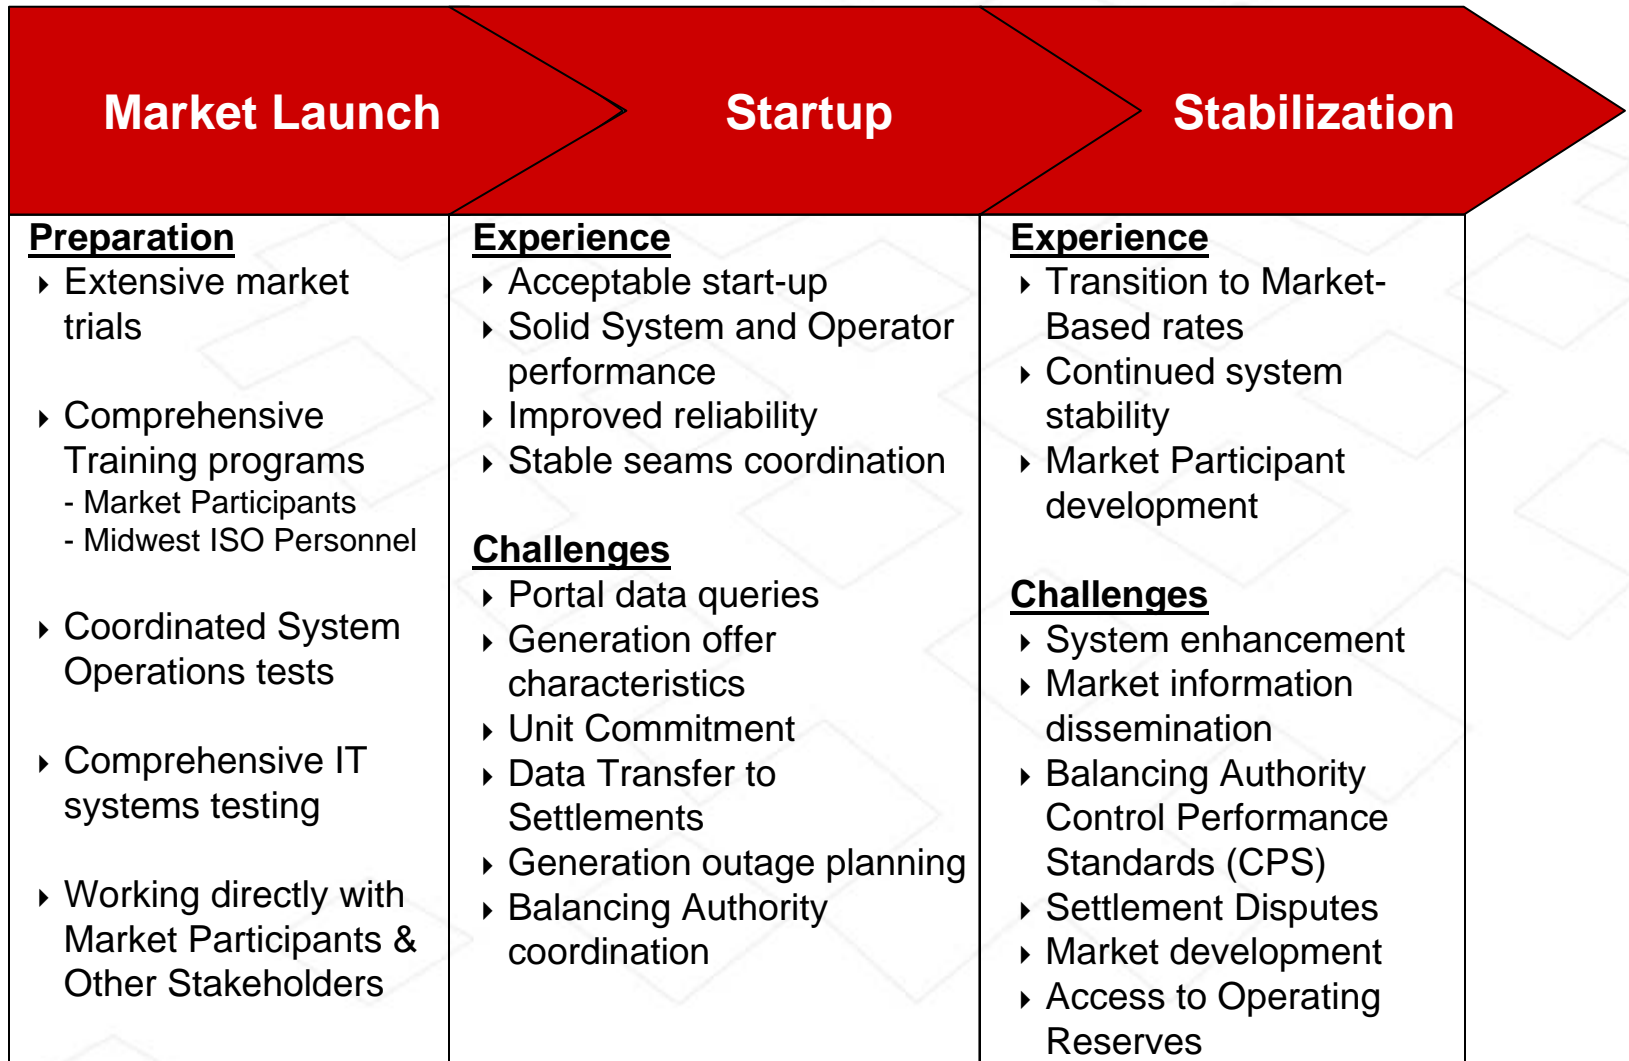 Market Launch
Startup
Stabilization
Preparation
Extensive market
trials
Comprehensive
Training programs
- Market Participants
- Midwest ISO Personnel
Coordinated System
Operations tests
Comprehensive IT
systems testing
Working directly with
Market Participants &
Other Stakeholders
Experience
Acceptable start-up
Solid System and Operator
performance
Improved reliability
Stable seams coordination
Challenges
Portal data queries
Generation offer
characteristics
Unit Commitment
Data Transfer to
Settlements
Generation outage planning
Balancing Authority
coordination
Experience
Transition to Market-
Based rates
Continued system
stability
Market Participant
development
Challenges
System enhancement
Market information
dissemination
Balancing Authority
Control Performance
Standards (CPS)
Settlement Disputes
Market development
Access to Operating
Reserves